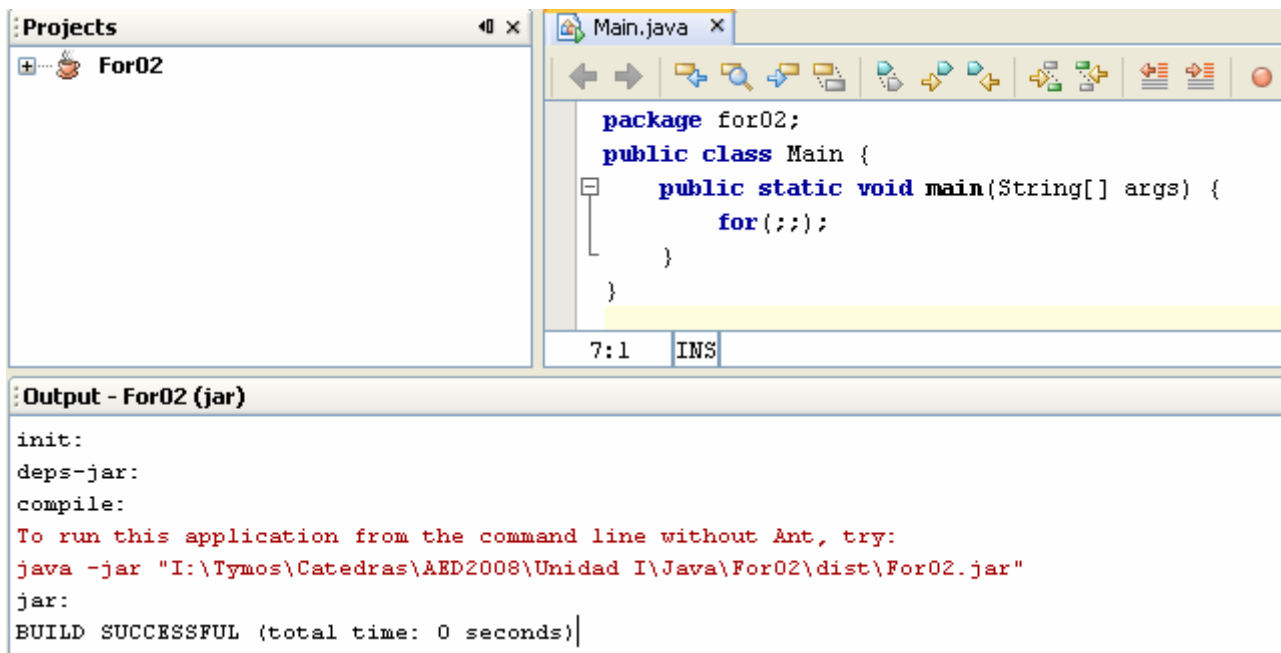 Projects
For02
Main.java
package for02;
public class Main {
public static void main(String[] args) {
for(;;);
}
}
7:1 INS
Output - For02 (jar)
init:
deps-jar:
compile:
To run this application from the command line without Ant, try:
java -jar "I:\Tymos\Catedras\AED2008\Unidad I\Java\For02\dist\For02.jar"
jar:
BUILD SUCCESSFUL (total time: 0 seconds)